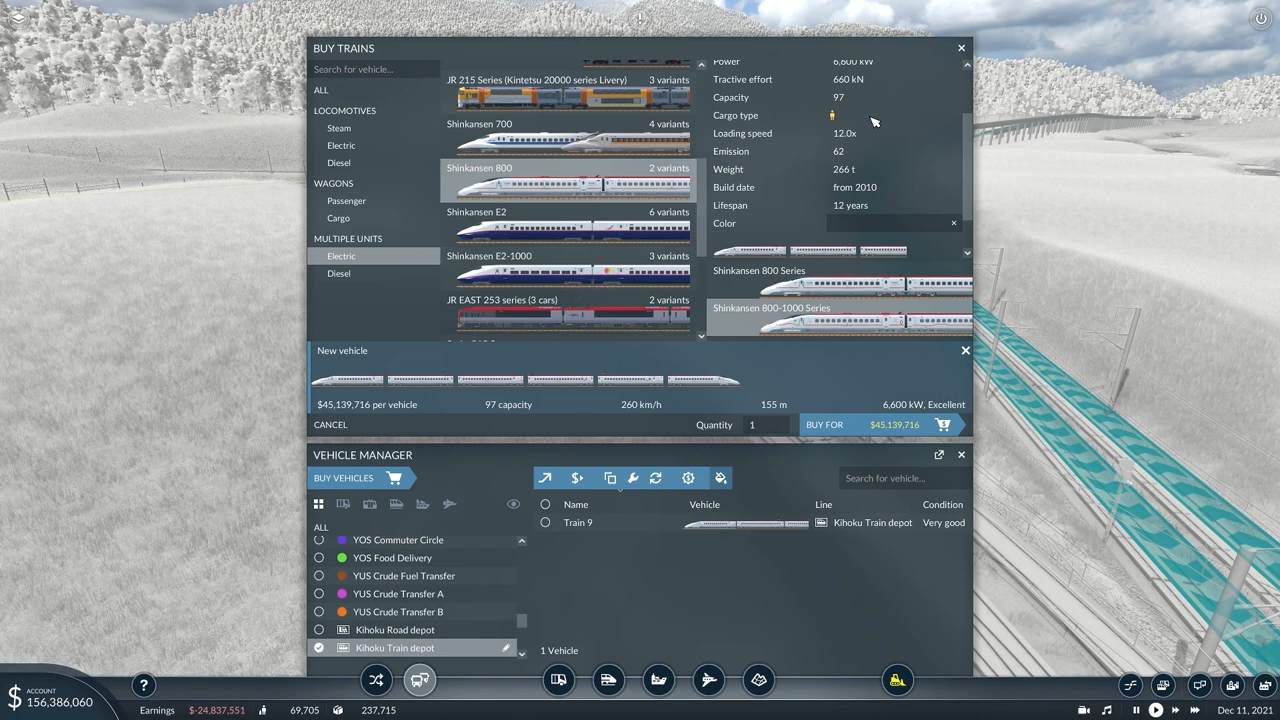 BUY TRAINS
Search for vehicle...
ALL
LOCOMOTIVES
Steam
Electric
Diesel
WAGONS
Passenger
Cargo
MULTIPLE UNITS
Electric
Diesel
JR 215 Series (Kintetsu 20000 series Livery) 3 variants
Shinkansen 700 4 variants
Shinkansen 800 2 variants
Shinkansen E2 6 variants
Shinkansen E2-1000 3 variants
JR EAST 253 series (3 cars) 2 variants
Power 6,600 kW
Tractive effort 660 kN
Capacity 97
Cargo type
Loading speed 12.0x
Emission 62
Weight 266 t
Build date from 2010
Lifespan 12 years
Color
Shinkansen 800 Series
Shinkansen 800-1000 Series
New vehicle
$45,139,716 per vehicle 97 capacity 260 km/h 155 m 6,600 kW, Excellent
CANCEL Quantity 1 BUY FOR $45,139,716
VEHICLE MANAGER
BUY VEHICLES
Search for vehicle...
ALL
YOS Commuter Circle
YOS Food Delivery
YUS Crude Fuel Transfer
YUS Crude Transfer A
YUS Crude Transfer B
Kihoku Road depot
Kihoku Train depot
Name Vehicle Line Condition
Train 9 Kihoku Train depot Very good
1 Vehicle
$ ACCOUNT
156,386,060
?
Earnings $-24,837,551 69,705 237,715
Dec 11, 2021